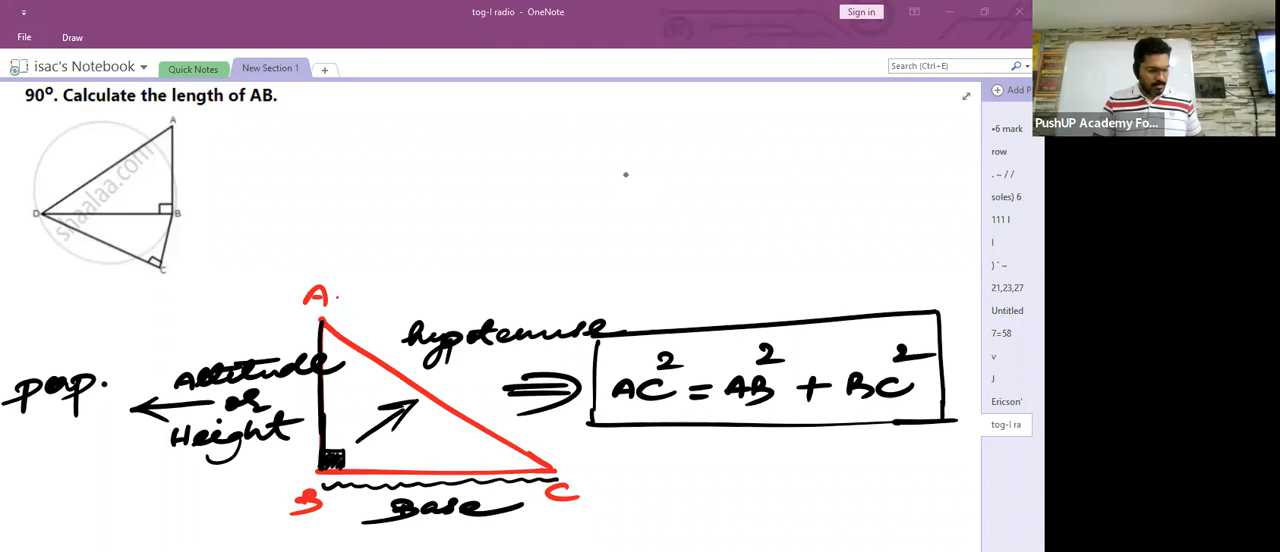 tog-l radio - OneNote
Sign in
File Draw
isac's Notebook
Quick Notes
New Section 1
+
Search (Ctrl+E)
90°. Calculate the length of AB.
A
D
B
C
shaalaa.com
A.
hypotenuse
Altitude
or
Height
perp.
B
Base
C
AC² = AB² + BC²
Add P
•6 mark
row
. ~ / /
soles) 6
111 I
I
) ` ~
21,23,27
Untitled
7=58
v
J
Ericson'
tog-l ra
PushUP Academy Fo...